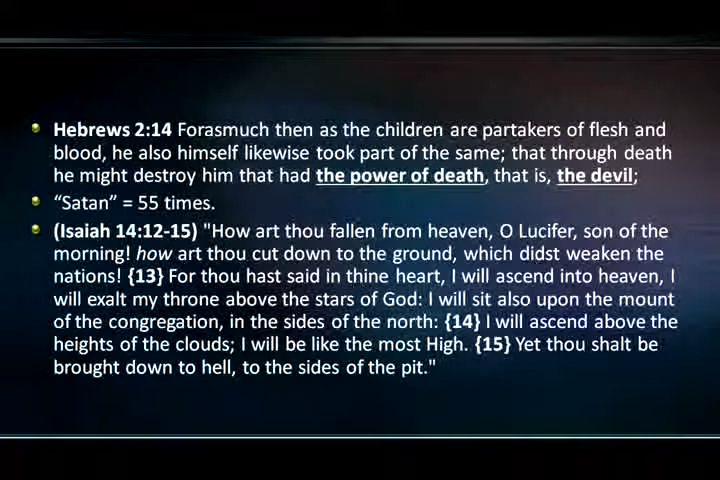 Hebrews 2:14 Forasmuch then as the children are partakers of flesh and
blood, he also himself likewise took part of the same; that through death
he might destroy him that had the power of death, that is, the devil;
“Satan” = 55 times.
(Isaiah 14:12-15) "How art thou fallen from heaven, O Lucifer, son of the
morning! how art thou cut down to the ground, which didst weaken the
nations! {13} For thou hast said in thine heart, I will ascend into heaven, I
will exalt my throne above the stars of God: I will sit also upon the mount
of the congregation, in the sides of the north: {14} I will ascend above the
heights of the clouds; I will be like the most High. {15} Yet thou shalt be
brought down to hell, to the sides of the pit."